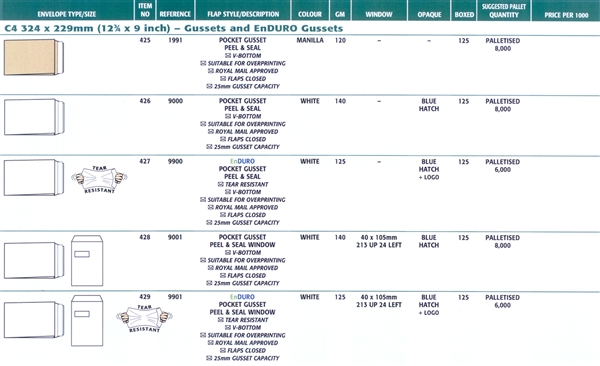 ENVELOPE TYPE/SIZE ITEM NO REFERENCE FLAP STYLE/DESCRIPTION COLOUR GM WINDOW OPAQUE BOXED SUGGESTED PALLET QUANTITY PRICE PER 1000
C4 324 x 229mm (12¾ x 9 inch) – Gussets and EnDURO Gussets
425 1991 POCKET GUSSET MANILLA 120 – – 125 PALLETISED
PEEL & SEAL 8,000
V-BOTTOM
SUITABLE FOR OVERPRINTING
ROYAL MAIL APPROVED
FLAPS CLOSED
25mm GUSSET CAPACITY
426 9000 POCKET GUSSET WHITE 140 – BLUE 125 PALLETISED
PEEL & SEAL HATCH 8,000
V-BOTTOM
SUITABLE FOR OVERPRINTING
ROYAL MAIL APPROVED
FLAPS CLOSED
25mm GUSSET CAPACITY
427 9900 EnDURO WHITE 125 – BLUE 125 PALLETISED
POCKET GUSSET HATCH 6,000
PEEL & SEAL + LOGO
TEAR RESISTANT
V-BOTTOM
SUITABLE FOR OVERPRINTING
ROYAL MAIL APPROVED
FLAPS CLOSED
25mm GUSSET CAPACITY
TEAR
RESISTANT
428 9001 POCKET GUSSET WHITE 140 40 x 105mm BLUE 125 PALLETISED
PEEL & SEAL WINDOW 213 UP 24 LEFT HATCH 8,000
V-BOTTOM
SUITABLE FOR OVERPRINTING
ROYAL MAIL APPROVED
FLAPS CLOSED
25mm GUSSET CAPACITY
429 9901 EnDURO WHITE 125 40 x 105mm BLUE 125 PALLETISED
POCKET GUSSET 213 UP 24 LEFT HATCH 6,000
PEEL & SEAL WINDOW + LOGO
TEAR RESISTANT
V-BOTTOM
SUITABLE FOR OVERPRINTING
ROYAL MAIL APPROVED
FLAPS CLOSED
25mm GUSSET CAPACITY
TEAR
RESISTANT